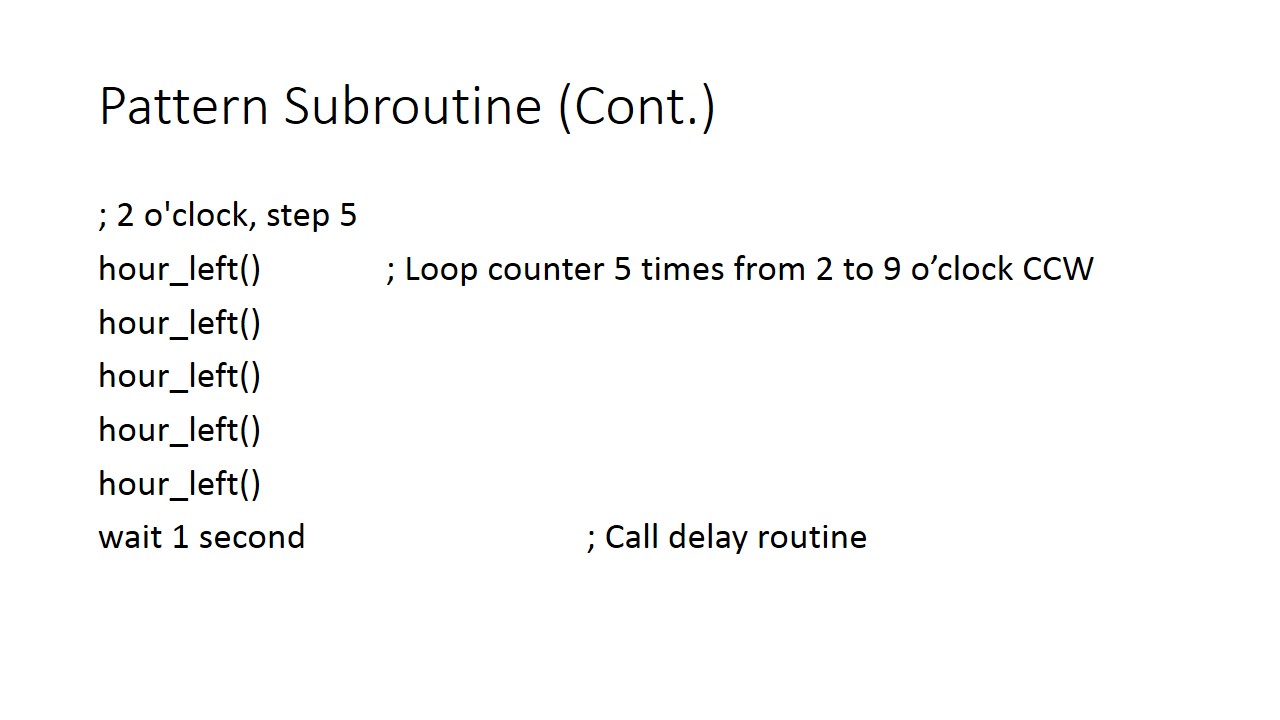 Pattern Subroutine (Cont.)
; 2 o'clock, step 5
hour_left() ; Loop counter 5 times from 2 to 9 o’clock CCW
hour_left()
hour_left()
hour_left()
hour_left()
wait 1 second ; Call delay routine